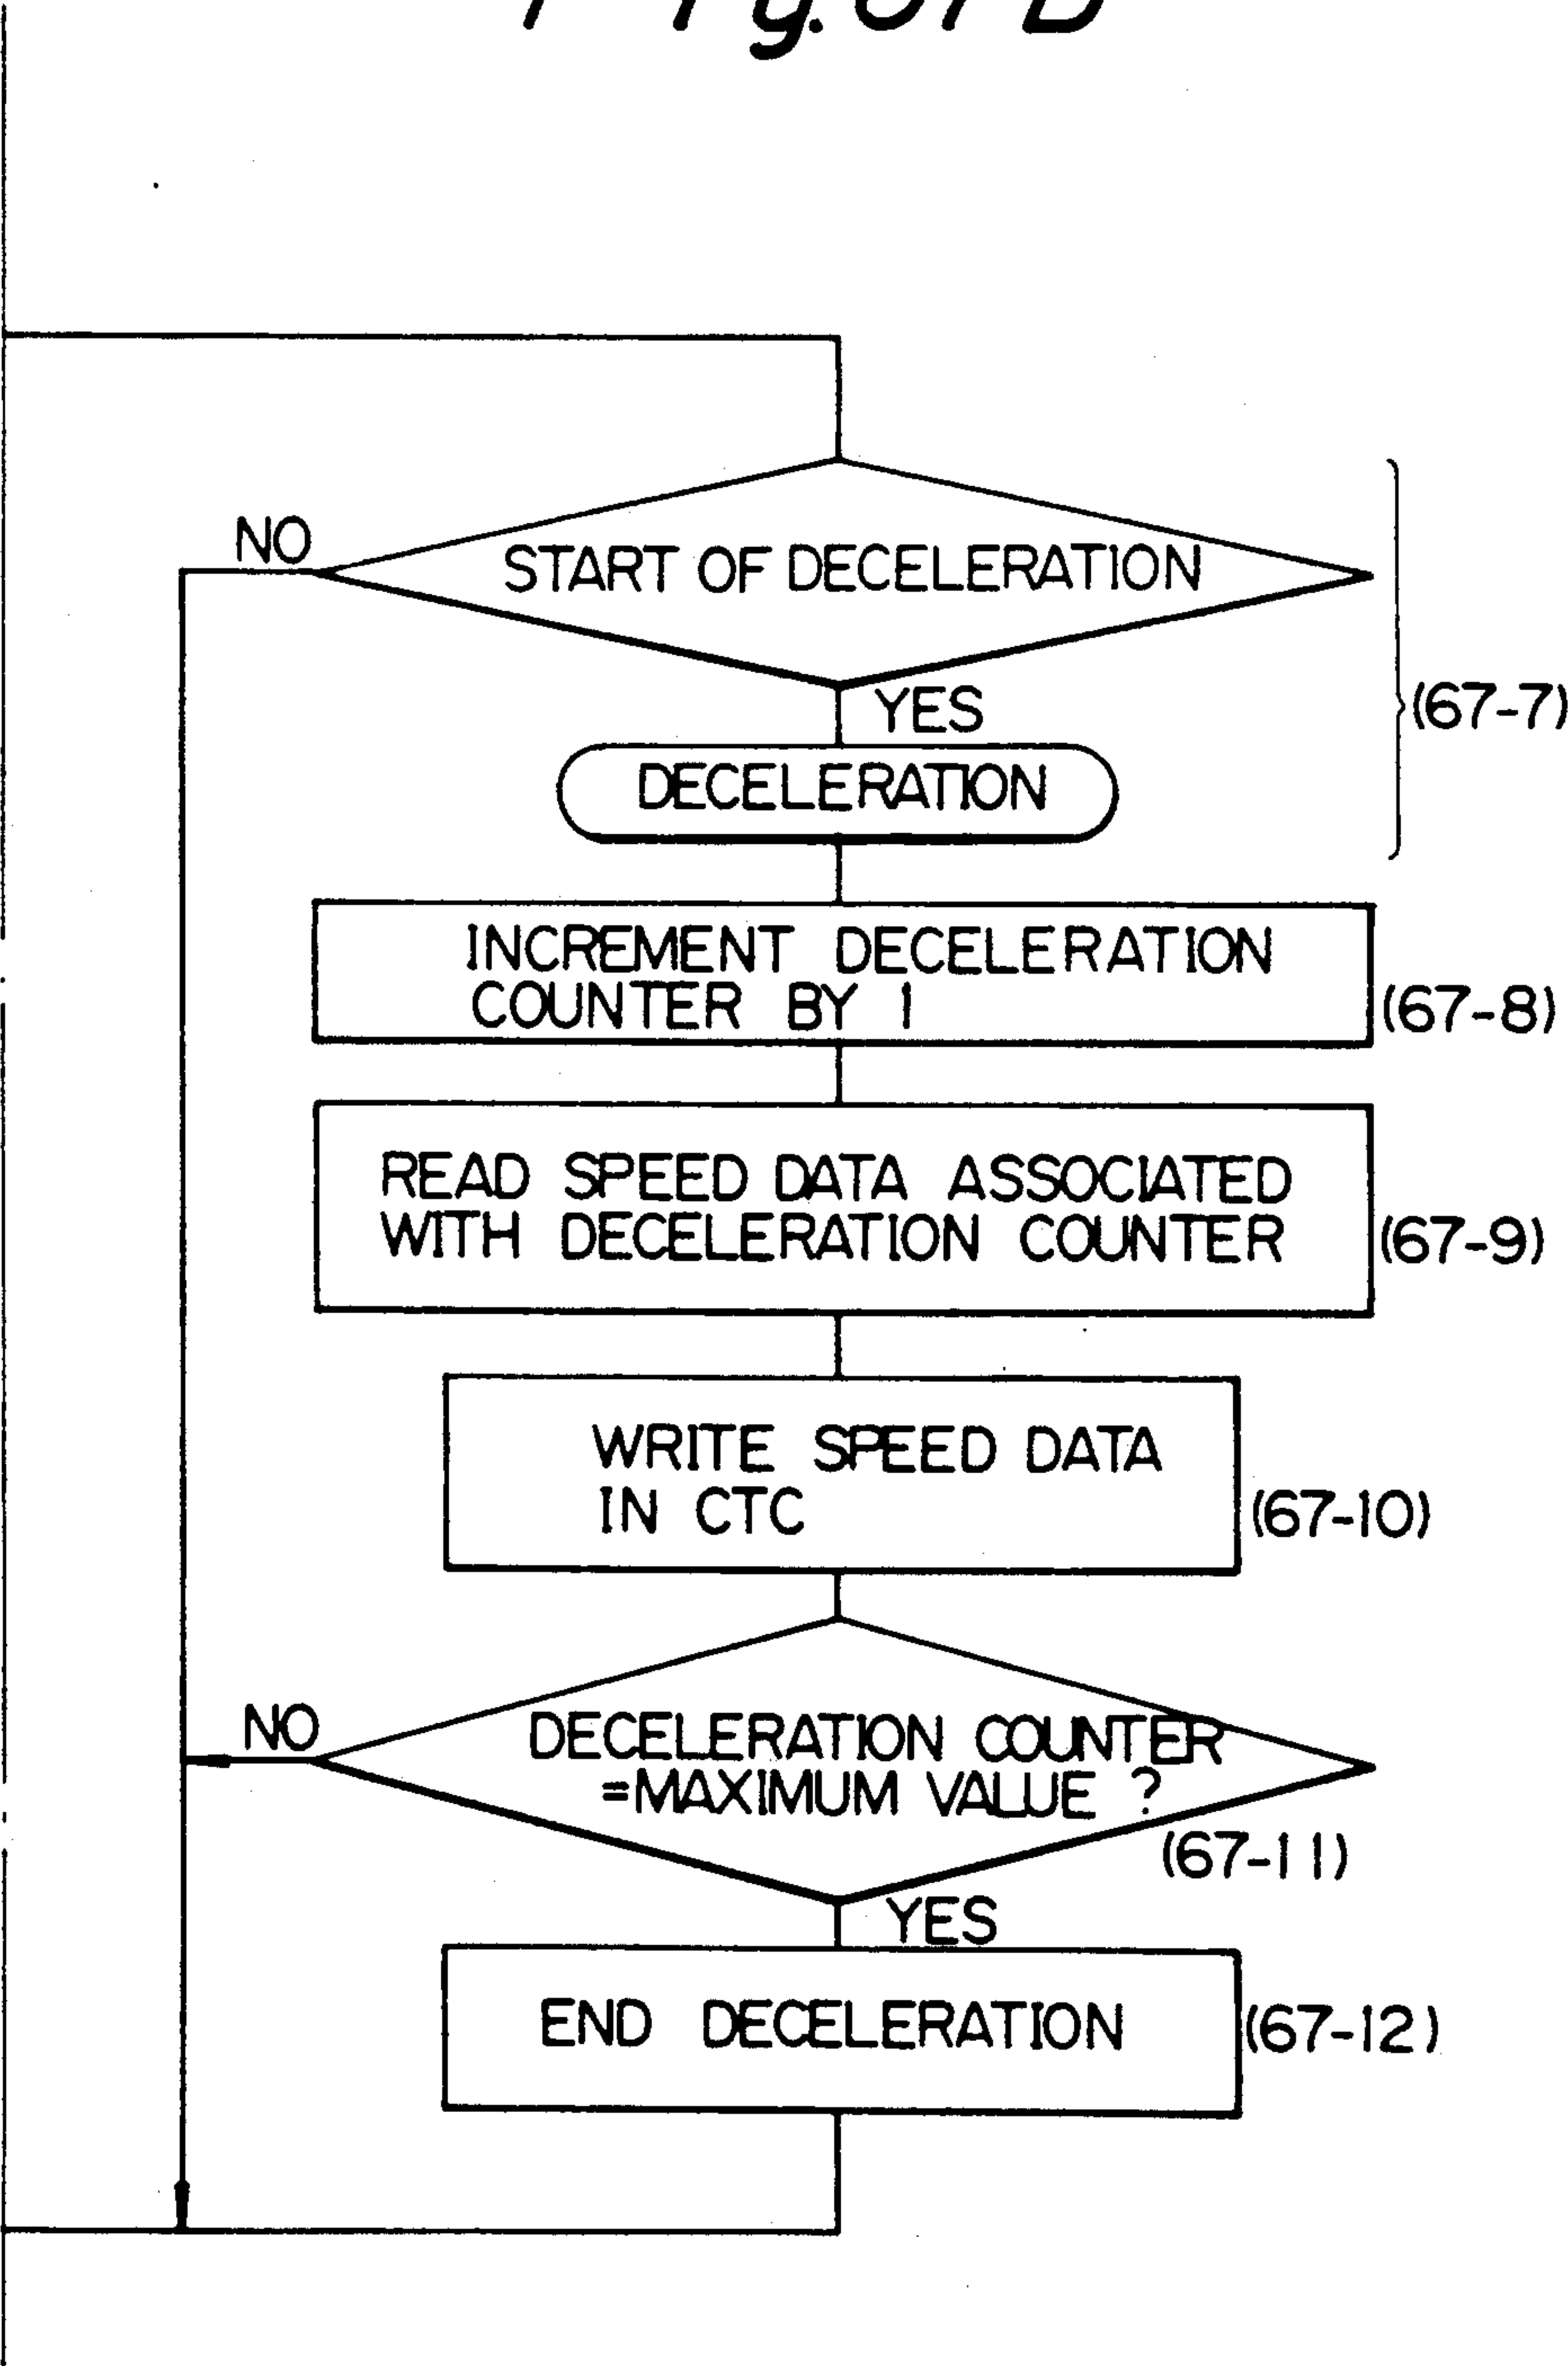 NO
START OF DECELERATION
YES
(67-7)
DECELERATION
INCREMENT DECELERATION
COUNTER BY 1
(67-8)
READ SPEED DATA ASSOCIATED
WITH DECELERATION COUNTER
(67-9)
WRITE SPEED DATA
IN CTC
(67-10)
NO
DECELERATION COUNTER
=MAXIMUM VALUE ?
(67-11)
YES
END DECELERATION
(67-12)